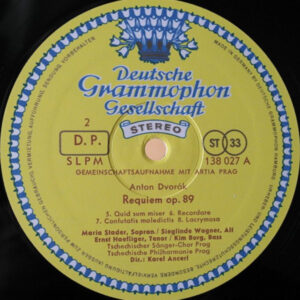 Deutsche
Grammophon
Gesellschaft
STEREO
2
D.P.
ST 33
SLPM
138 027 A
GEMEINSCHAFTSAUFNAHME MIT ARTIA PRAG
Anton Dvorák
Requiem op. 89
5. Quid sum miser 6. Recordare
7. Confutatis maledictis 8. Lacrymosa
Maria Stader, Sopran / Sieglinde Wagner, Alt
Ernst Haefliger, Tenor / Kim Borg, Bass
Tschechischer Sänger-Chor Prag
Tschechische Philharmonie Prag
Dir.: Karel Ancerl